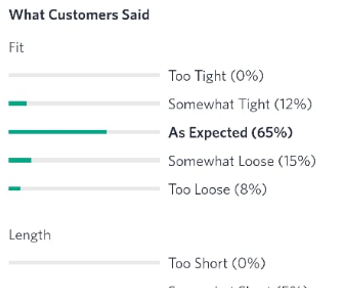 What Customers Said
Fit
Too Tight (0%)
Somewhat Tight (12%)
As Expected (65%)
Somewhat Loose (15%)
Too Loose (8%)
Length
Too Short (0%)